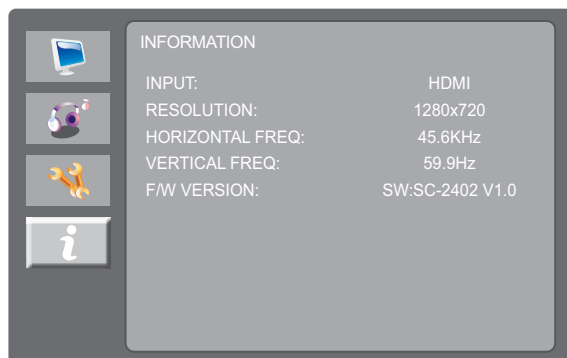 INFORMATION
INPUT: HDMI
RESOLUTION: 1280x720
HORIZONTAL FREQ: 45.6KHz
VERTICAL FREQ: 59.9Hz
F/W VERSION: SW:SC-2402 V1.0